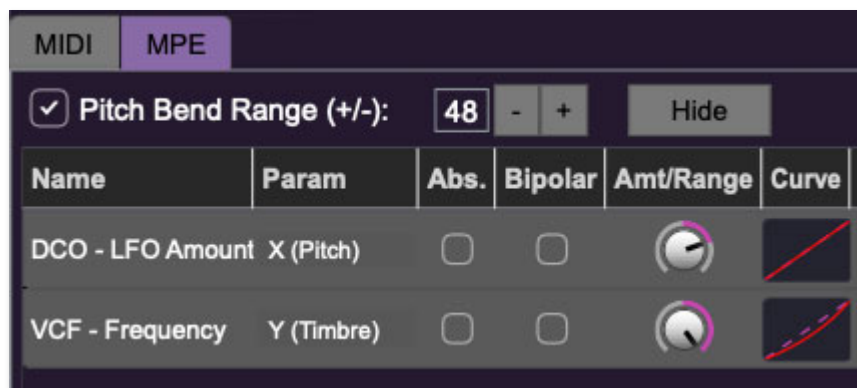 MIDI MPE
Pitch Bend Range (+/-): 48 - + Hide
Name Param Abs. Bipolar Amt/Range Curve
DCO - LFO Amount X (Pitch)
VCF - Frequency Y (Timbre)